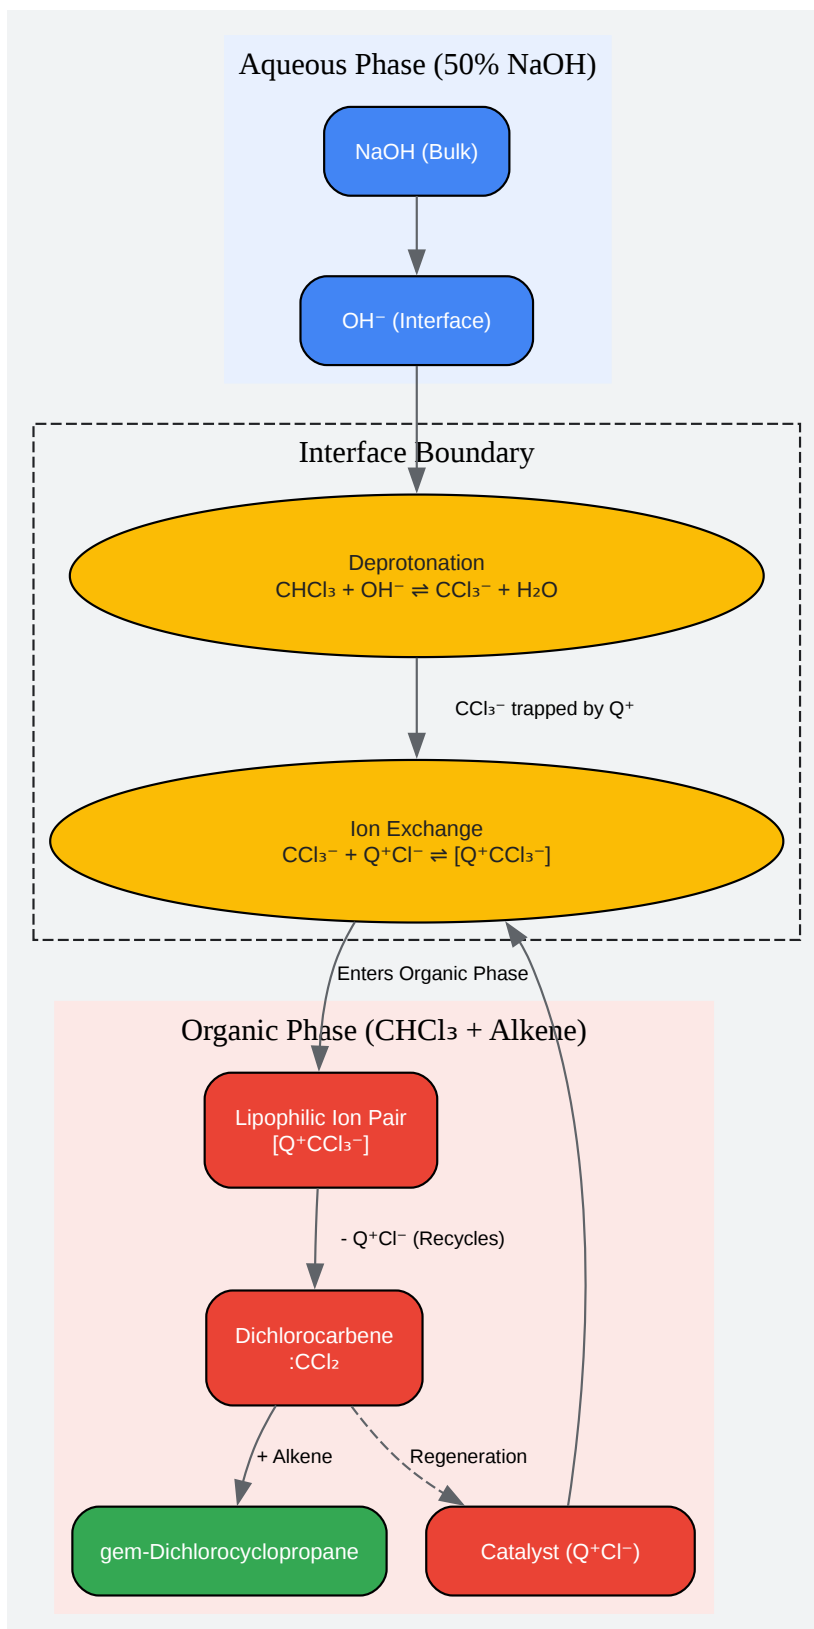 Aqueous Phase (50% NaOH)
NaOH (Bulk)
OH⁻ (Interface)
Interface Boundary
Deprotonation
CHCl₃ + OH⁻ ⇌ CCl₃⁻ + H₂O
CCl₃⁻ trapped by Q⁺
Ion Exchange
CCl₃⁻ + Q⁺Cl⁻ ⇌ [Q⁺CCl₃⁻]
Enters Organic Phase
Organic Phase (CHCl₃ + Alkene)
Lipophilic Ion Pair
[Q⁺CCl₃⁻]
- Q⁺Cl⁻ (Recycles)
Dichlorocarbene
:CCl₂
+ Alkene
Regeneration
gem-Dichlorocyclopropane
Catalyst (Q⁺Cl⁻)